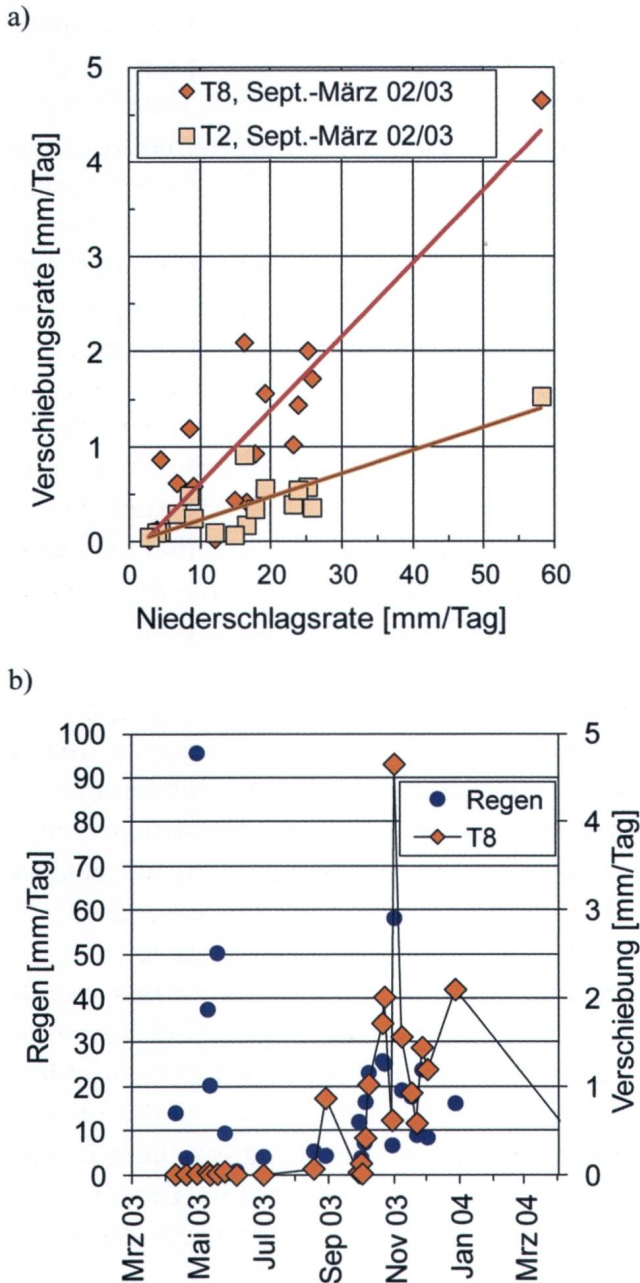 a)
5
4
3
2
1
0
Verschiebungsrate [mm/Tag]
T8, Sept.-März 02/03
T2, Sept.-März 02/03
0 10 20 30 40 50 60
Niederschlagsrate [mm/Tag]
b)
100
90
80
70
60
50
40
30
20
10
0
Regen [mm/Tag]
Regen
T8
5
4
3
2
1
0
Verschiebung [mm/Tag]
Mrz 03
Mai 03
Jul 03
Sep 03
Nov 03
Jan 04
Mrz 04